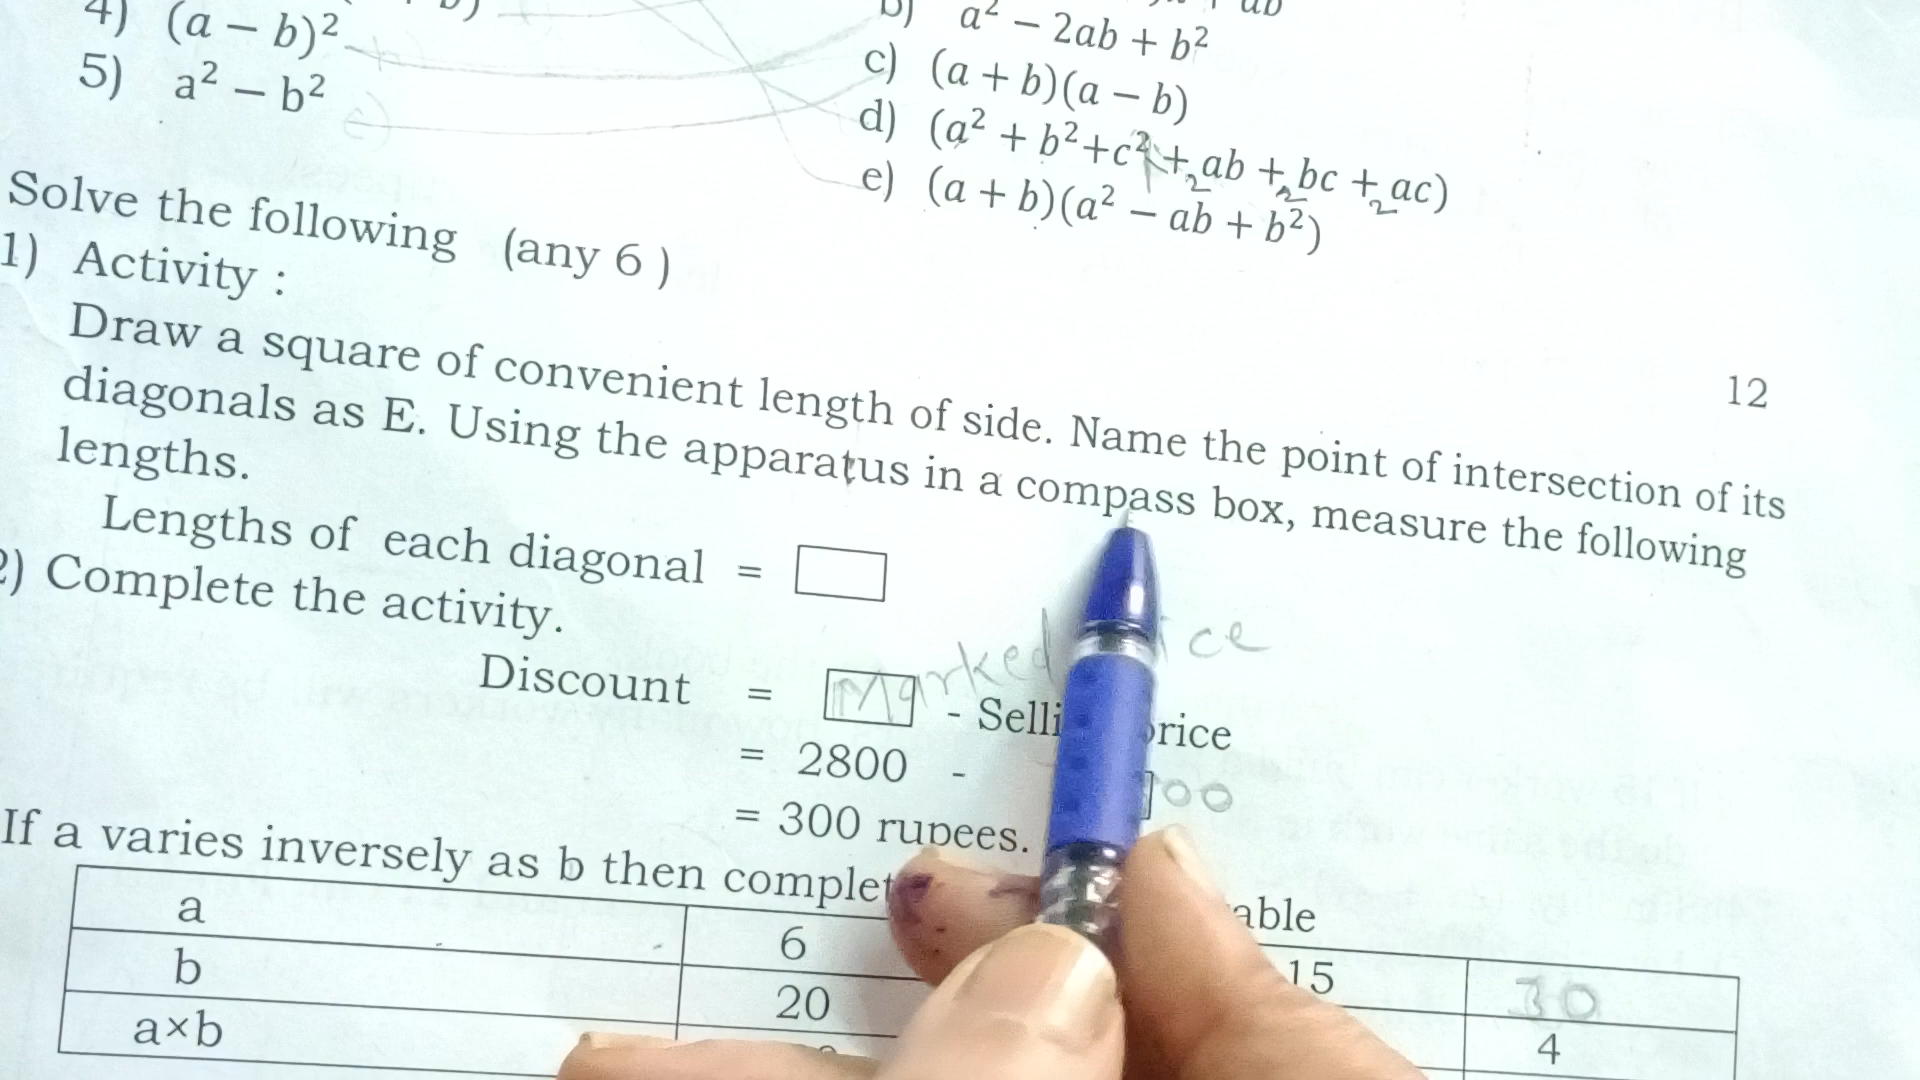 4) (a − b)²
5) a² − b²
b) a² − 2ab + b²
c) (a + b)(a − b)
d) (a² + b²+c² + 2ab + 2bc + 2ac)
e) (a + b)(a² − ab + b²)
Solve the following (any 6 )
12
1) Activity :
Draw a square of convenient length of side. Name the point of intersection of its
diagonals as E. Using the apparatus in a compass box, measure the following
lengths.
Lengths of each diagonal =
2) Complete the activity.
Discount = Marked - Selli rice
= 2800 -
= 300 rupees.
If a varies inversely as b then complet able
a 6 15 30
b 20 4
a×b